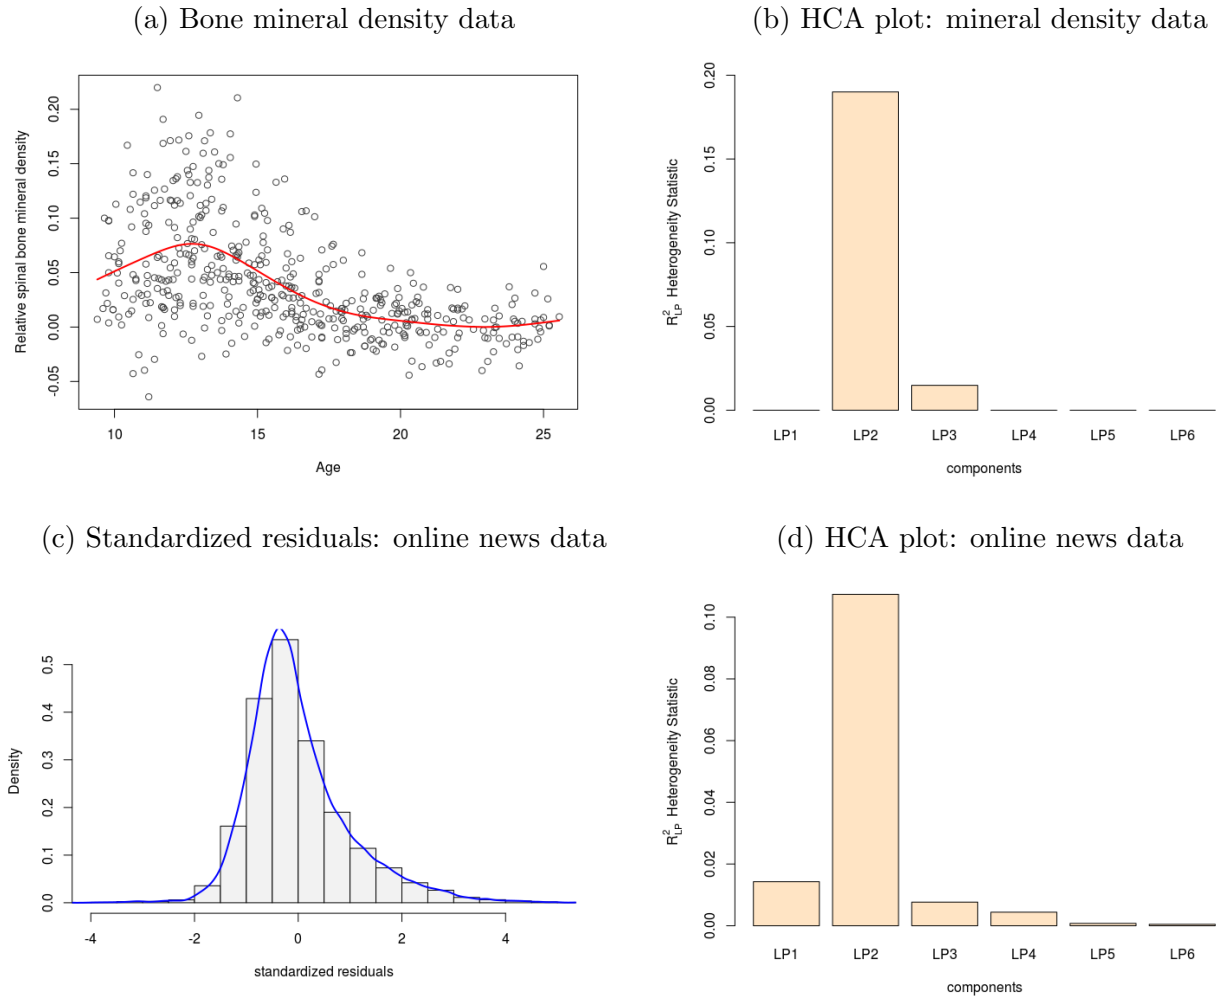 (a) Bone mineral density data
Relative spinal bone mineral density
0.20
0.15
0.10
0.05
0.00
-0.05
10 15 20 25
Age
(b) HCA plot: mineral density data
R²LP Heterogeneity Statistic
0.20
0.15
0.10
0.05
0.00
LP1 LP2 LP3 LP4 LP5 LP6
components
(c) Standardized residuals: online news data
Density
0.5
0.4
0.3
0.2
0.1
0.0
-4 -2 0 2 4
standardized residuals
(d) HCA plot: online news data
R²LP Heterogeneity Statistic
0.10
0.08
0.06
0.04
0.02
0.00
LP1 LP2 LP3 LP4 LP5 LP6
components